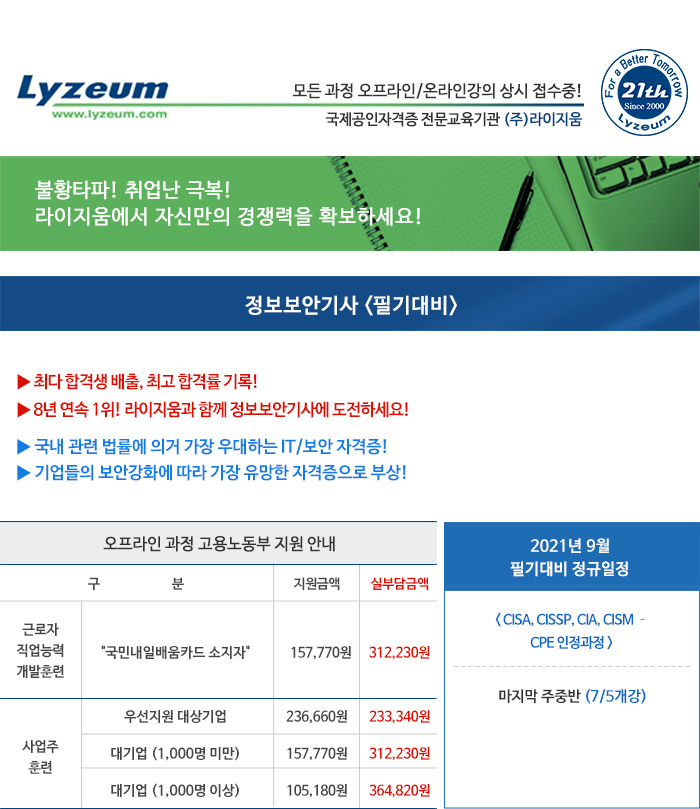 Lyzeum
www.lyzeum.com
모든 과정 오프라인/온라인강의 상시 접수중!
국제공인자격증 전문교육기관 (주)라이지움
For a Better Tomorrow
21th
Since 2000
Lyzeum
불황타파! 취업난 극복!
라이지움에서 자신만의 경쟁력을 확보하세요!
정보보안기사 <필기대비>
▶ 최다 합격생 배출, 최고 합격률 기록!
▶ 8년 연속 1위! 라이지움과 함께 정보보안기사에 도전하세요!
▶ 국내 관련 법률에 의거 가장 우대하는 IT/보안 자격증!
▶ 기업들의 보안강화에 따라 가장 유망한 자격증으로 부상!
오프라인 과정 고용노동부 지원 안내
구 분 지원금액 실부담금액
근로자
직업능력
개발훈련
"국민내일배움카드 소지자" 157,770원 312,230원
사업주
훈련
우선지원 대상기업 236,660원 233,340원
대기업 (1,000명 미만) 157,770원 312,230원
대기업 (1,000명 이상) 105,180원 364,820원
2021년 9월
필기대비 정규일정
< CISA, CISSP, CIA, CISM -
CPE 인정과정 >
마지막 주중반 (7/5개강)